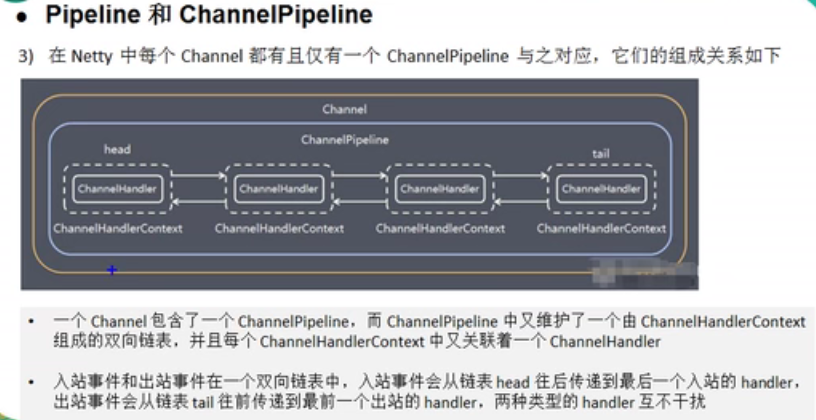 • Pipeline 和 ChannelPipeline
3) 在 Netty 中每个 Channel 都有且仅有一个 ChannelPipeline 与之对应，它们的组成关系如下
Channel
ChannelPipeline
head
tail
ChannelHandler ChannelHandler ChannelHandler ChannelHandler
ChannelHandlerContext ChannelHandlerContext ChannelHandlerContext ChannelHandlerContext
• 一个 Channel 包含了一个 ChannelPipeline，而 ChannelPipeline 中又维护了一个由 ChannelHandlerContext
组成的双向链表，并且每个 ChannelHandlerContext 中又关联着一个 ChannelHandler
• 入站事件和出站事件在一个双向链表中，入站事件会从链表 head 往后传递到最后一个入站的 handler，
出站事件会从链表 tail 往前传递到最前一个出站的 handler，两种类型的 handler 互不干扰